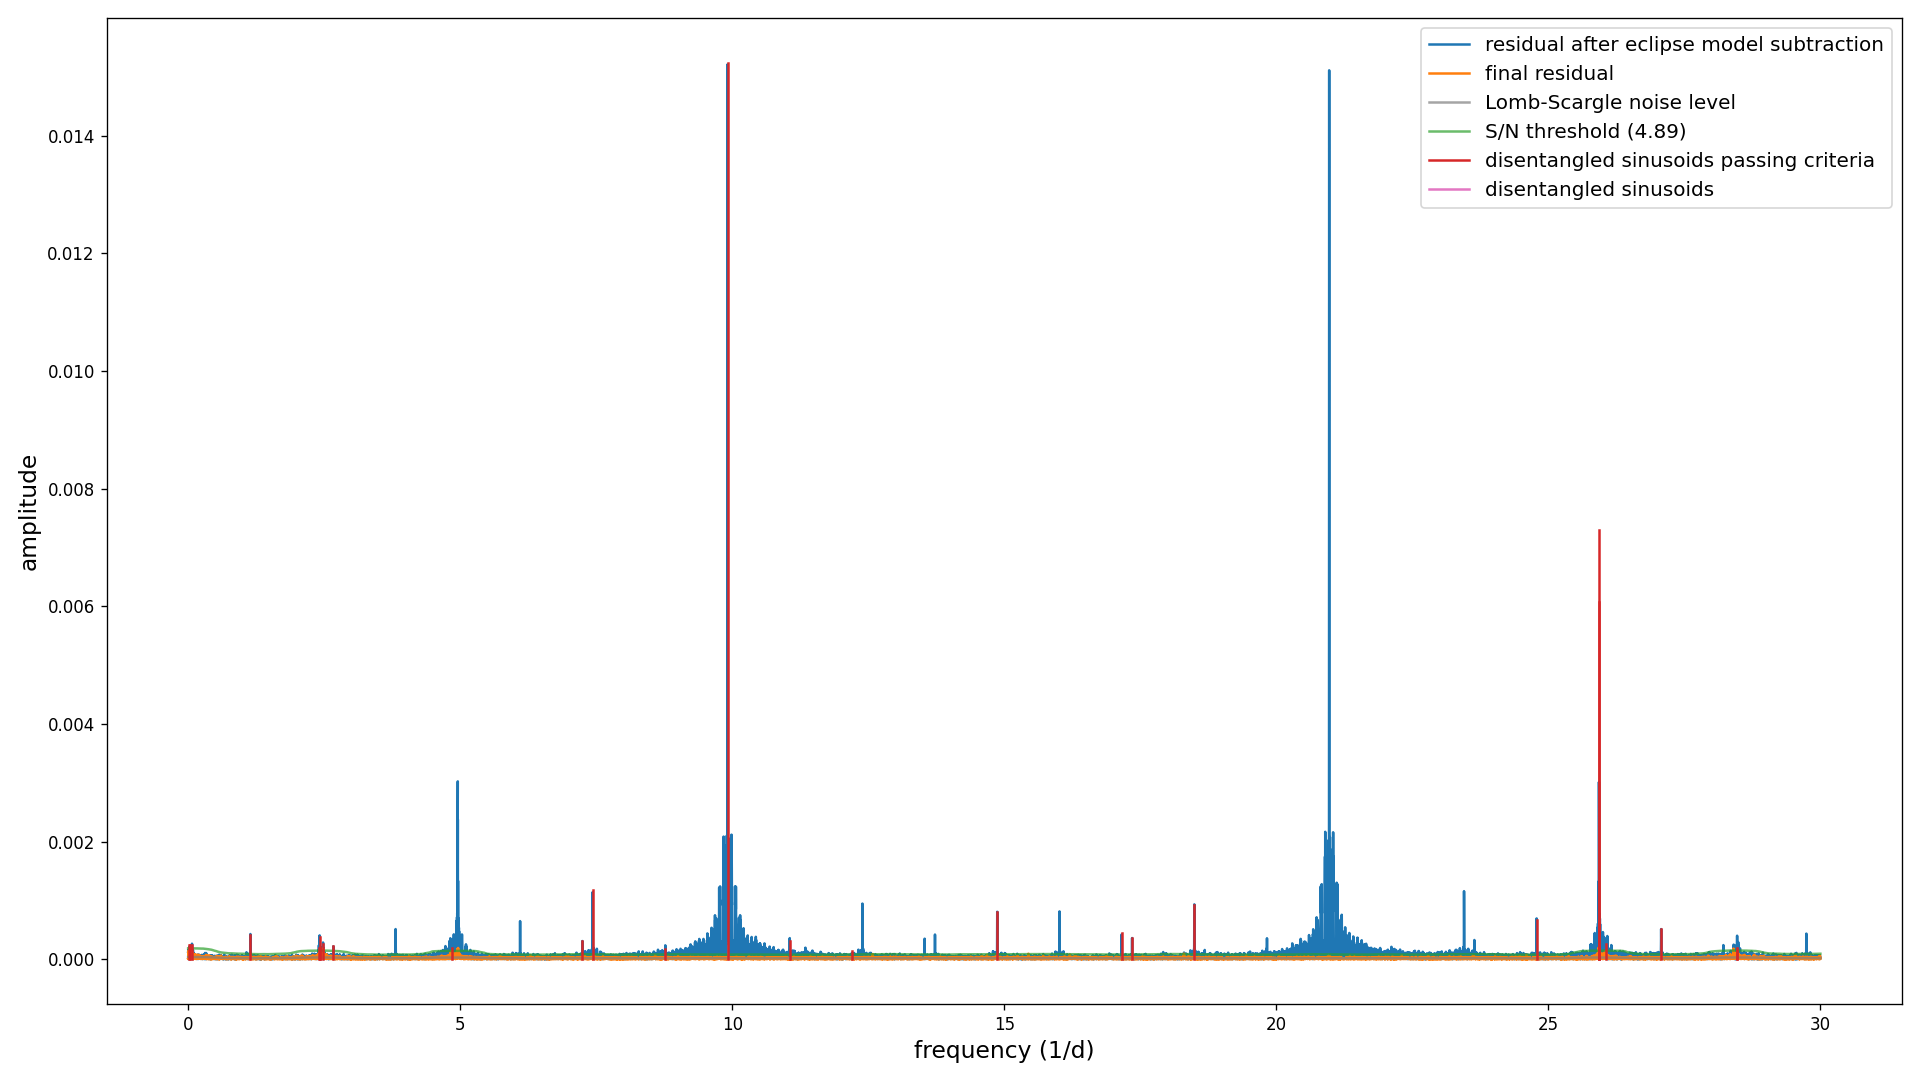 residual after eclipse model subtraction
final residual
Lomb-Scargle noise level
S/N threshold (4.89)
disentangled sinusoids passing criteria
disentangled sinusoids
0.014
0.012
0.010
0.008
0.006
0.004
0.002
0.000
amplitude
0 5 10 15 20 25 30
frequency (1/d)